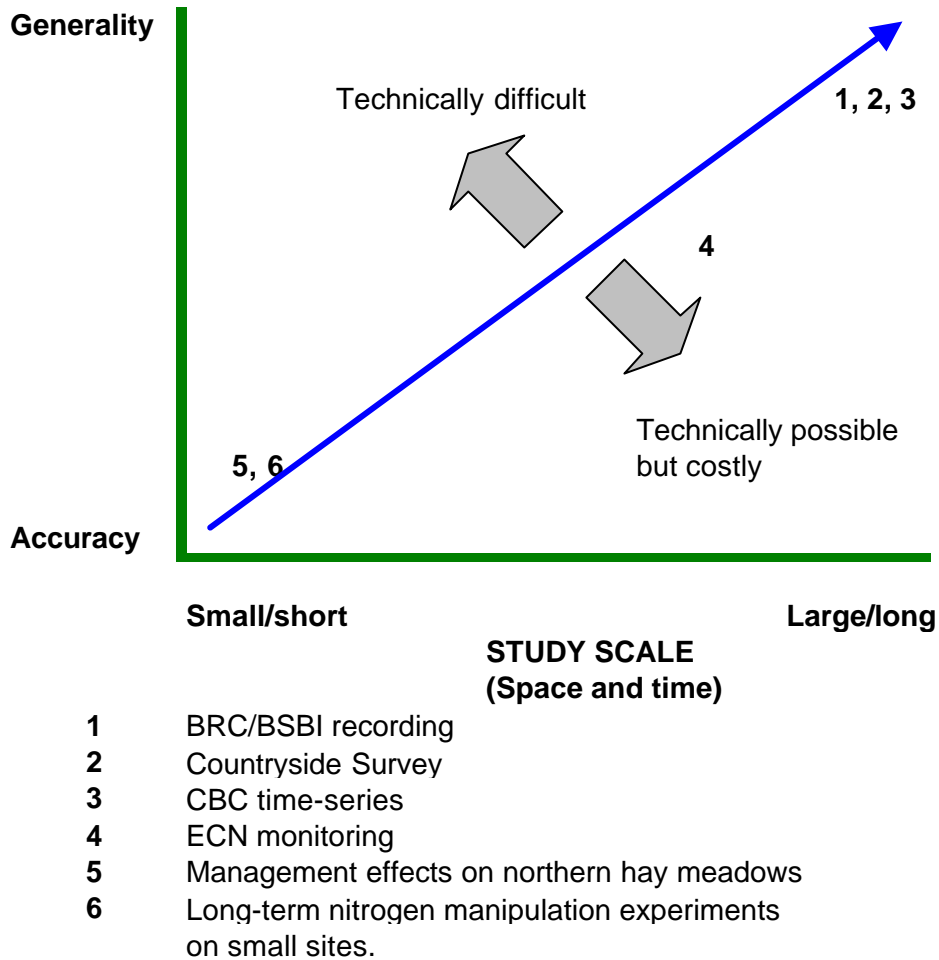 Generality
Technically difficult
1, 2, 3
4
Technically possible
but costly
5, 6
Accuracy
Small/short Large/long
STUDY SCALE
(Space and time)
1 BRC/BSBI recording
2 Countryside Survey
3 CBC time-series
4 ECN monitoring
5 Management effects on northern hay meadows
6 Long-term nitrogen manipulation experiments
on small sites.